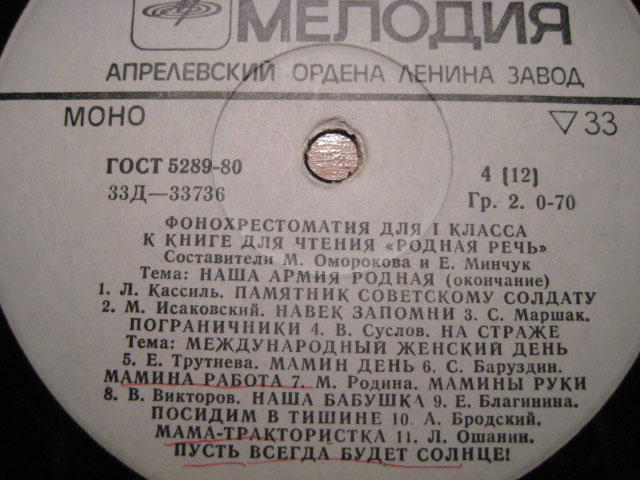 МЕЛОДИЯ
АПРЕЛЕВСКИЙ ОРДЕНА ЛЕНИНА ЗАВОД
МОНО
▽ 33
ГОСТ 5289-80
4 (12)
33Д—33736
Гр. 2. 0-70
ФОНОХРЕСТОМАТИЯ ДЛЯ I КЛАССА
К КНИГЕ ДЛЯ ЧТЕНИЯ «РОДНАЯ РЕЧЬ»
Составители М. Оморокова и Е. Минчук
Тема: НАША АРМИЯ РОДНАЯ (окончание)
1. Л. Кассиль. ПАМЯТНИК СОВЕТСКОМУ СОЛДАТУ
2. М. Исаковский. НАВЕК ЗАПОМНИ 3. С. Маршак.
ПОГРАНИЧНИКИ 4. В. Суслов. НА СТРАЖЕ
Тема: МЕЖДУНАРОДНЫЙ ЖЕНСКИЙ ДЕНЬ
5. Е. Трутнева. МАМИН ДЕНЬ 6. С. Баруздин.
МАМИНА РАБОТА 7. М. Родина. МАМИНЫ РУКИ
8. В. Викторов. НАША БАБУШКА 9. Е. Благинина.
ПОСИДИМ В ТИШИНЕ 10. А. Бродский.
МАМА-ТРАКТОРИСТКА 11. Л. Ошанин.
ПУСТЬ ВСЕГДА БУДЕТ СОЛНЦЕ!